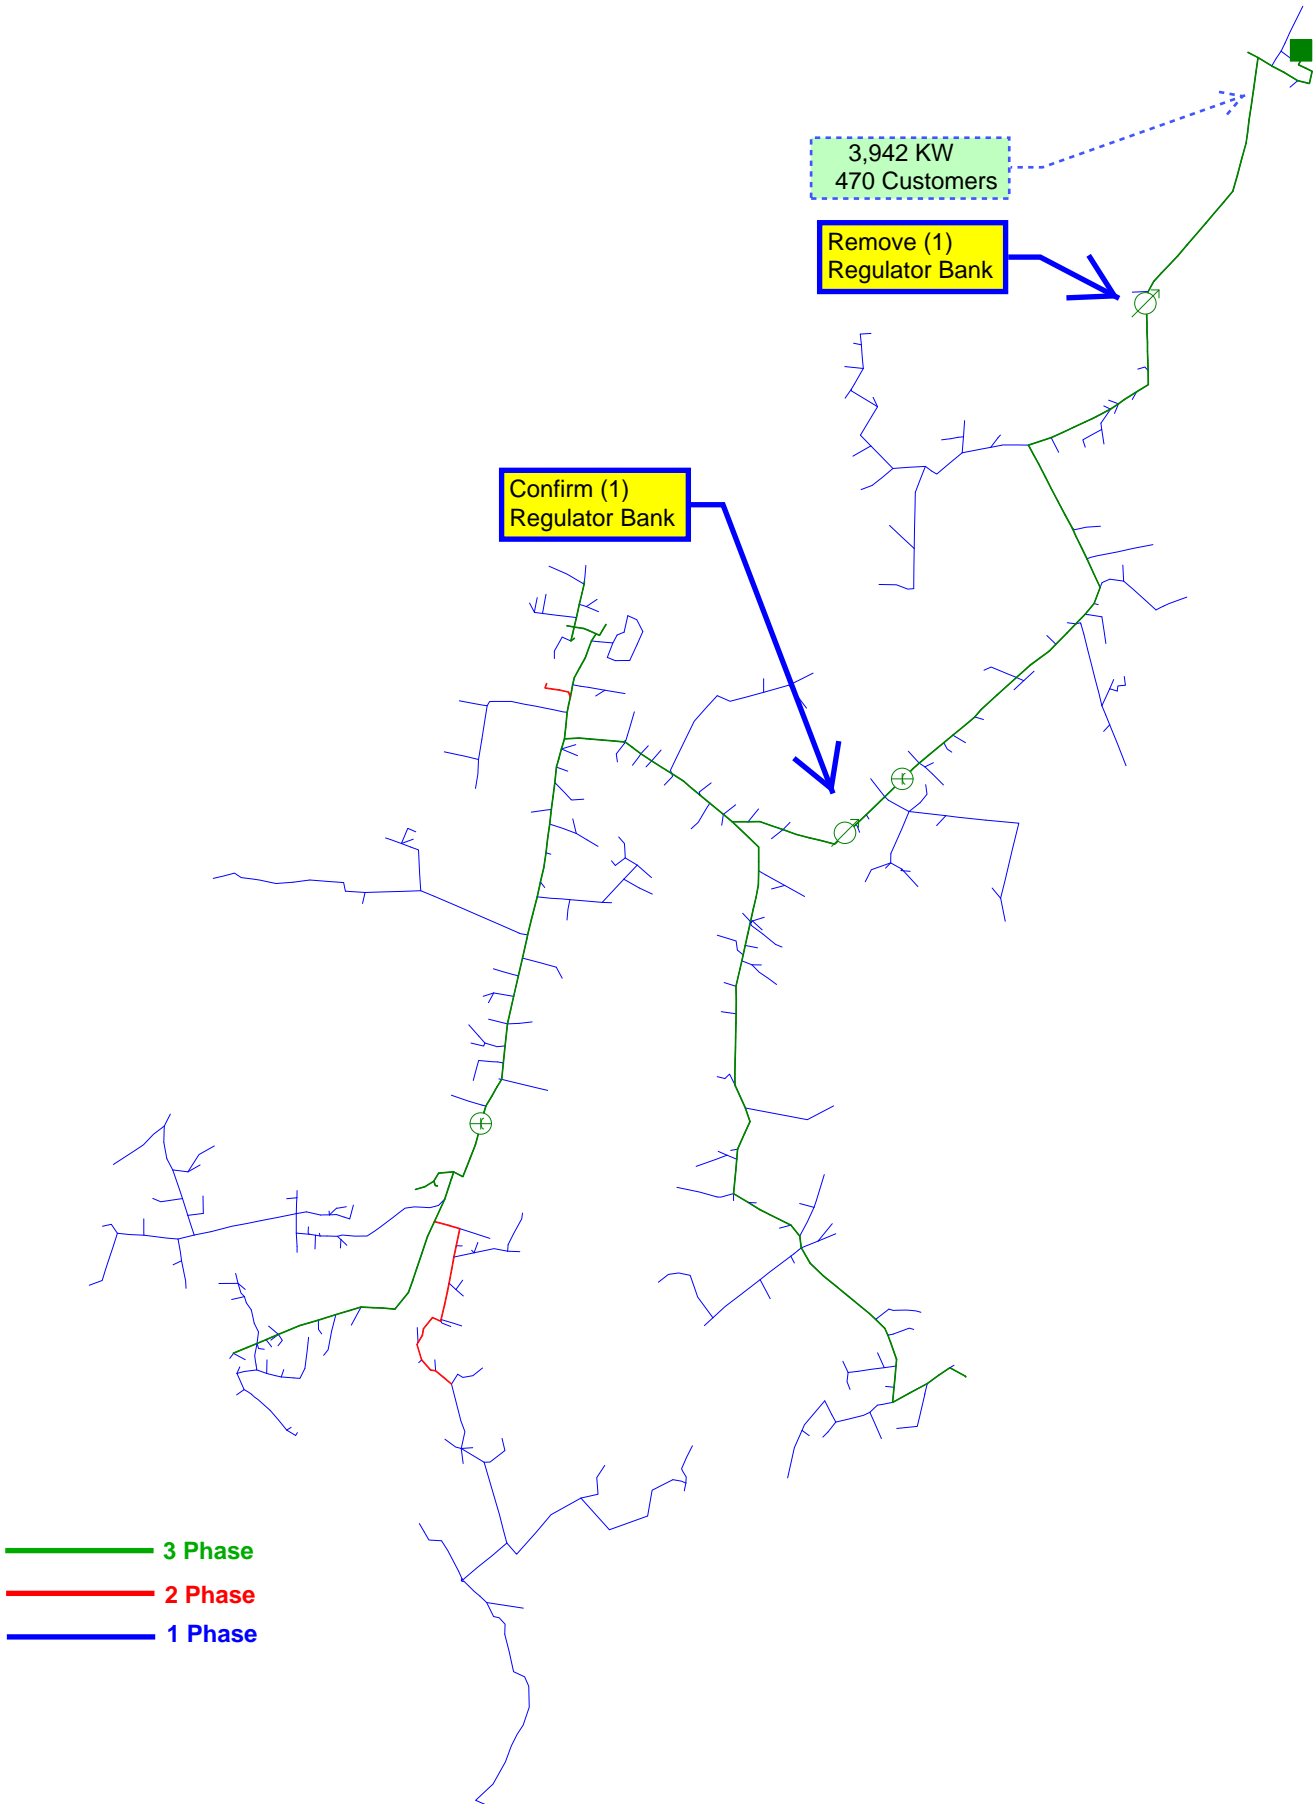 3,942 KW
470 Customers
Remove (1)
Regulator Bank
Confirm (1)
Regulator Bank
3 Phase
2 Phase
1 Phase